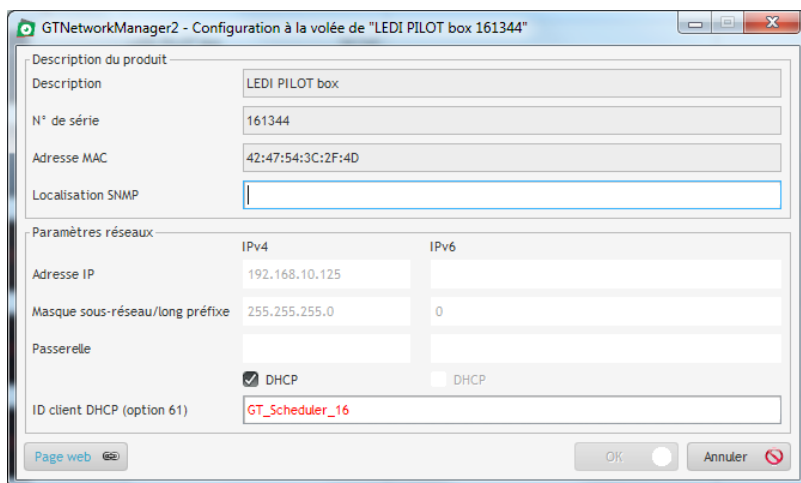 GTNetworkManager2 - Configuration à la volée de "LEDI PILOT box 161344"
Description du produit
Description LEDI PILOT box
N° de série 161344
Adresse MAC 42:47:54:3C:2F:4D
Localisation SNMP
Paramètres réseaux
IPv4 IPv6
Adresse IP 192.168.10.125
Masque sous-réseau/long préfixe 255.255.255.0 0
Passerelle
DHCP DHCP
ID client DHCP (option 61) GT_Scheduler_16
Page web OK Annuler